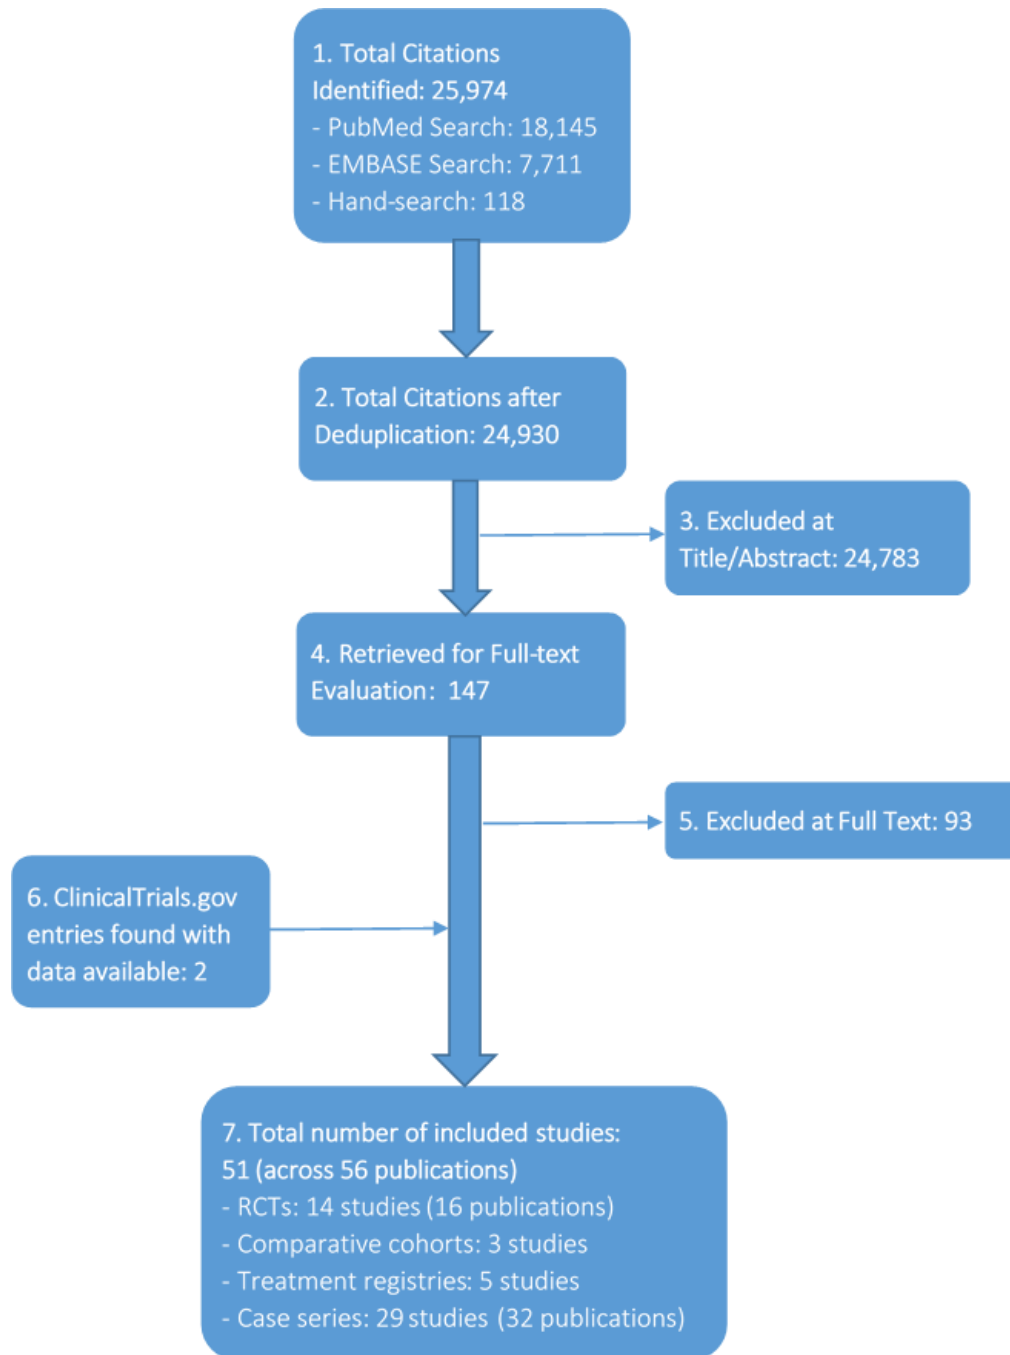 1. Total Citations
Identified: 25,974
- PubMed Search: 18,145
- EMBASE Search: 7,711
- Hand-search: 118
2. Total Citations after
Deduplication: 24,930
3. Excluded at
Title/Abstract: 24,783
4. Retrieved for Full-text
Evaluation: 147
5. Excluded at Full Text: 93
6. ClinicalTrials.gov
entries found with
data available: 2
7. Total number of included studies:
51 (across 56 publications)
- RCTs: 14 studies (16 publications)
- Comparative cohorts: 3 studies
- Treatment registries: 5 studies
- Case series: 29 studies (32 publications)